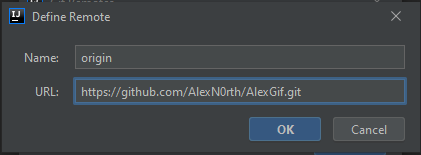 Define Remote
Name: origin
URL: https://github.com/AlexN0rth/AlexGif.git
OK Cancel